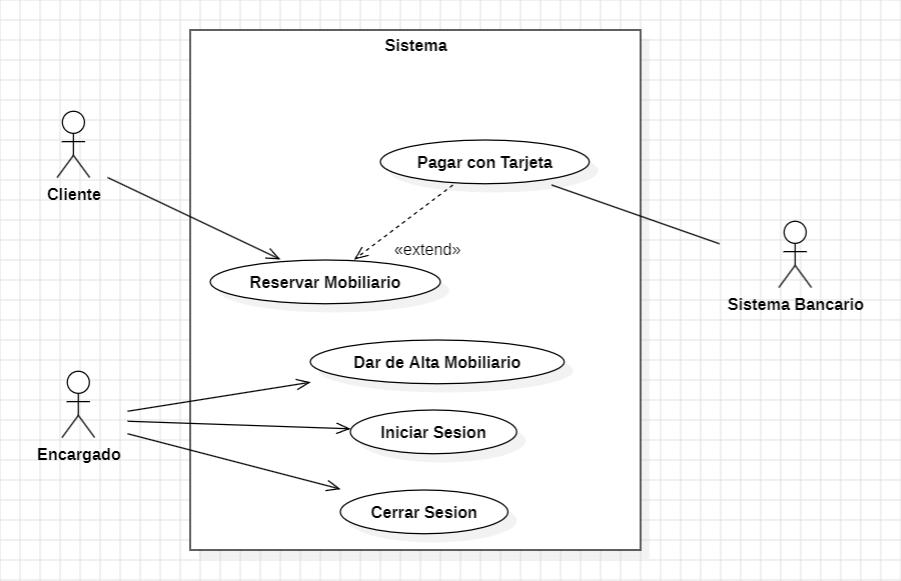 Sistema
Pagar con Tarjeta
Cliente
«extend»
Reservar Mobiliario
Sistema Bancario
Dar de Alta Mobiliario
Iniciar Sesion
Encargado
Cerrar Sesion